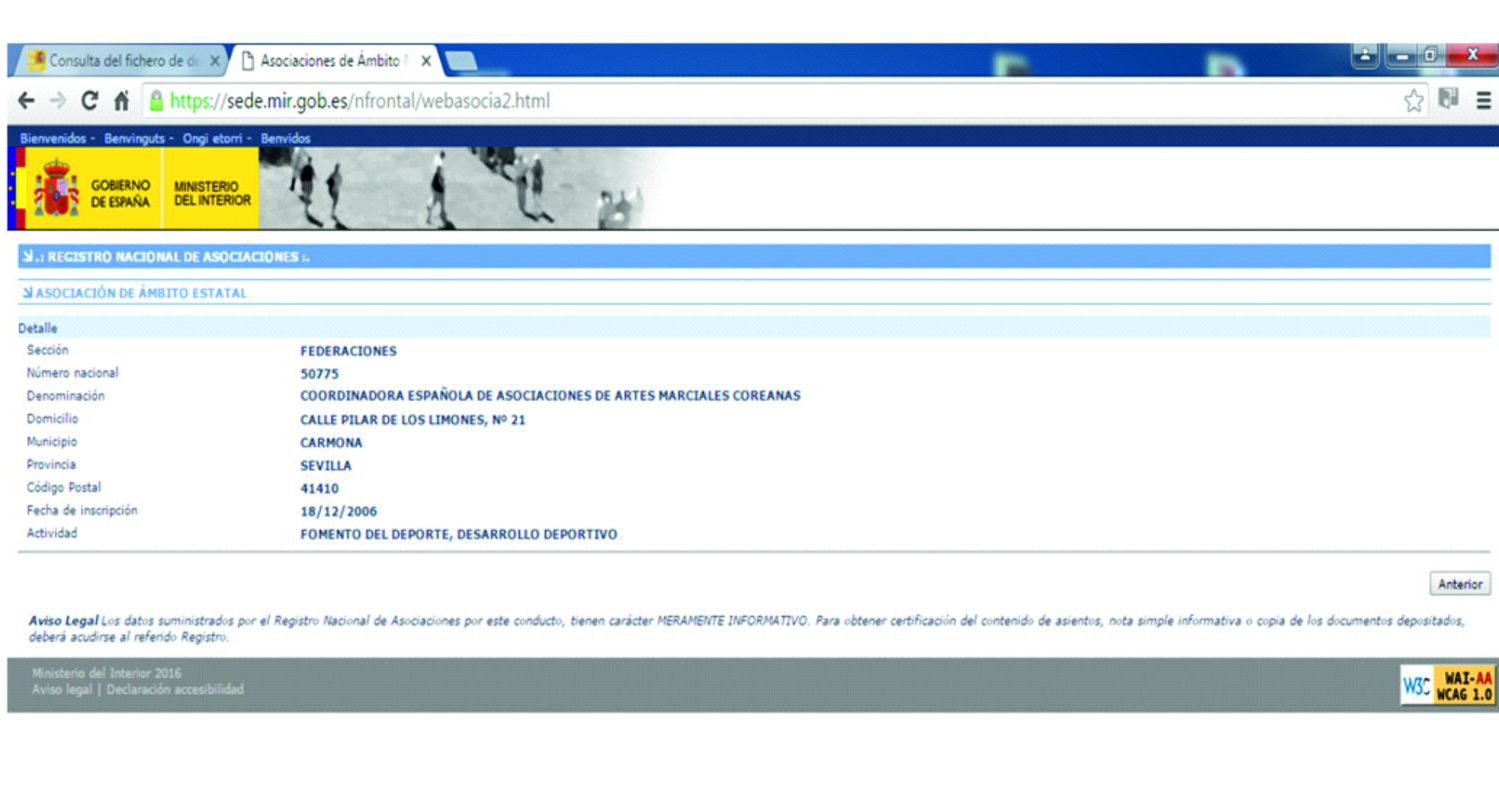 Consulta del fichero de de
Asociaciones de Ámbito N
https://sede.mir.gob.es/nfrontal/webasocia2.html
Bienvenidos - Benvinguts - Ongi etorri - Benvidos
GOBIERNO
DE ESPAÑA
MINISTERIO
DEL INTERIOR
.: REGISTRO NACIONAL DE ASOCIACIONES :.
ASOCIACIÓN DE ÁMBITO ESTATAL
Detalle
Sección FEDERACIONES
Número nacional 50775
Denominación COORDINADORA ESPAÑOLA DE ASOCIACIONES DE ARTES MARCIALES COREANAS
Domicilio CALLE PILAR DE LOS LIMONES, Nº 21
Municipio CARMONA
Provincia SEVILLA
Código Postal 41410
Fecha de inscripción 18/12/2006
Actividad FOMENTO DEL DEPORTE, DESARROLLO DEPORTIVO
Anterior
Aviso Legal Los datos suministrados por el Registro Nacional de Asociaciones por este conducto, tienen carácter MERAMENTE INFORMATIVO. Para obtener certificación del contenido de asientos, nota simple informativa o copia de los documentos depositados,
deberá acudirse al referido Registro.
Ministerio del Interior 2016
Aviso legal | Declaración accesibilidad
W3C WAI-AA
WCAG 1.0